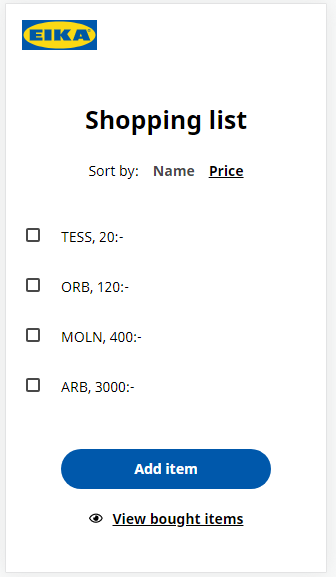 EIKA
Shopping list
Sort by: Name Price
TESS, 20:-
ORB, 120:-
MOLN, 400:-
ARB, 3000:-
Add item
View bought items